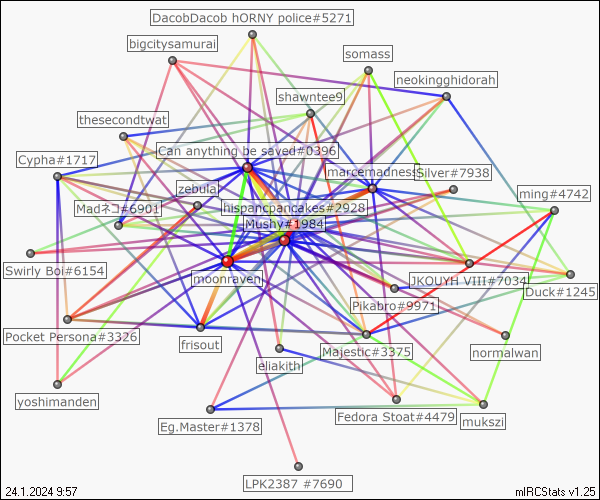 DacobDacob hORNY police#5271
bigcitysamurai
somass
neokingghidorah
shawntee9
thesecondtwat
Can anything be saved#0396
Cypha#1717
marcemadness
Silver#7938
zebula
ming#4742
Madネコ#6901
hispancpancakes#2928
Mushy#1984
Swirly Boi#6154
moonraven
JKOUYH VIII#7034
Duck#1245
Pikabro#9971
Pocket Persona#3326
frisout
Majestic#3375
normalwan
eliakith
yoshimanden
Fedora Stoat#4479
mukszi
Eg.Master#1378
LPK2387 #7690
24.1.2024 9:57
mIRCStats v1.25